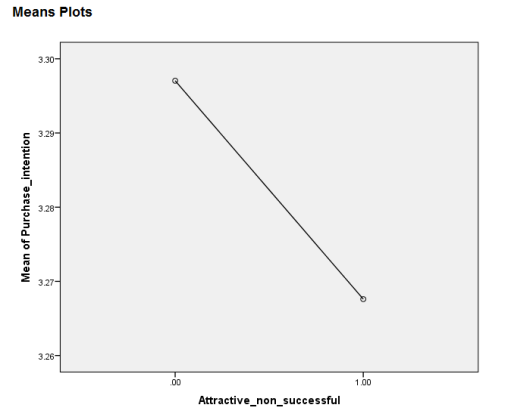 Means Plots
Mean of Purchase_intention
3.30
3.29
3.28
3.27
3.26
.00
1.00
Attractive_non_successful